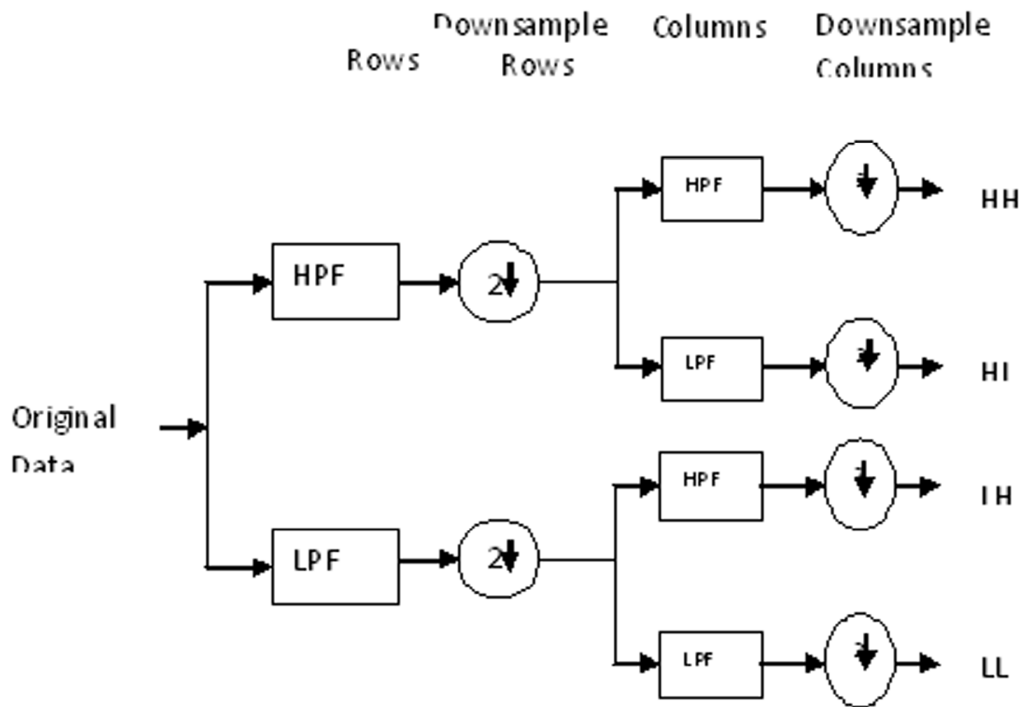 Downsample
Rows
Columns
Downsample
Rows
Columns
HPF
HH
HPF
2
LPF
HL
Original
Data
HPF
LH
LPF
2
LPF
LL